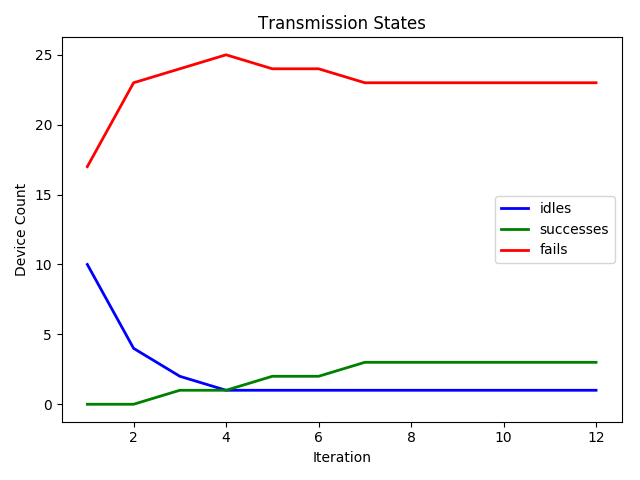 Transmission States
25
20
15
10
5
0
Device Count
idles
successes
fails
2 4 6 8 10 12
Iteration